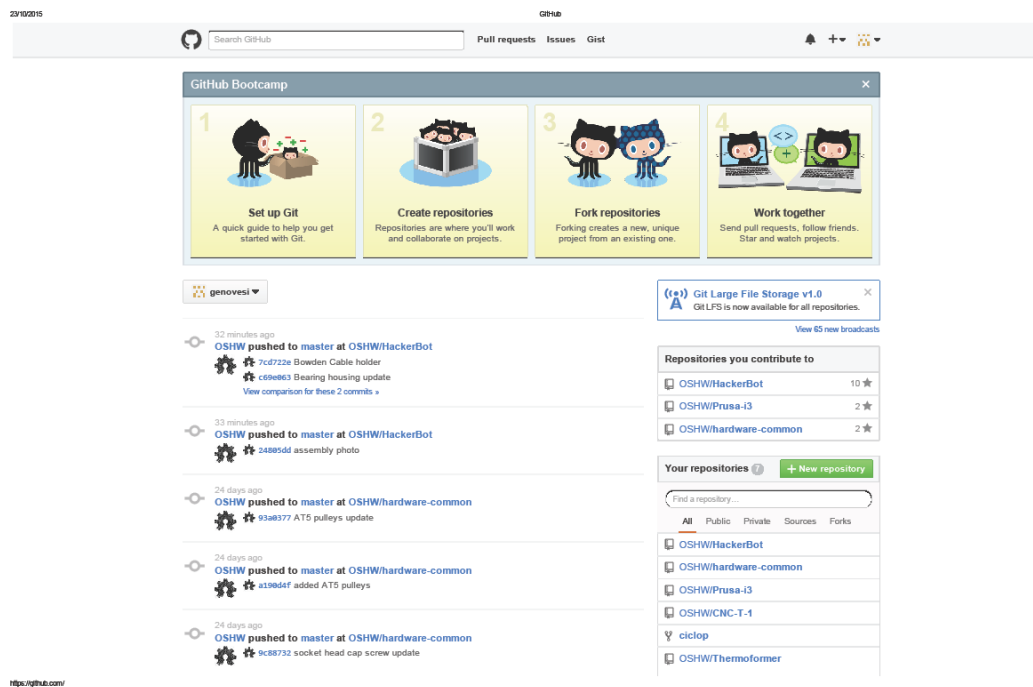 23/10/2015
GitHub
Search GitHub
Pull requests Issues Gist
GitHub Bootcamp
1
Set up Git
A quick guide to help you get
started with Git.
2
Create repositories
Repositories are where you'll work
and collaborate on projects.
3
Fork repositories
Forking creates a new, unique
project from an existing one.
4
Work together
Send pull requests, follow friends.
Star and watch projects.
genovesi
32 minutes ago
OSHW pushed to master at OSHW/HackerBot
7cd722e Bowden Cable holder
c69e063 Bearing housing update
View comparison for these 2 commits »
33 minutes ago
OSHW pushed to master at OSHW/HackerBot
24805dd assembly photo
24 days ago
OSHW pushed to master at OSHW/hardware-common
93a0377 AT5 pulleys update
24 days ago
OSHW pushed to master at OSHW/hardware-common
a190d4f added AT5 pulleys
24 days ago
OSHW pushed to master at OSHW/hardware-common
9c88732 socket head cap screw update
Git Large File Storage v1.0
Git LFS is now available for all repositories.
View 65 new broadcasts
Repositories you contribute to
OSHW/HackerBot 10
OSHW/Prusa-i3 2
OSHW/hardware-common 2
Your repositories 7 New repository
Find a repository…
All Public Private Sources Forks
OSHW/HackerBot
OSHW/hardware-common
OSHW/Prusa-i3
OSHW/CNC-T-1
ciclop
OSHW/Thermoformer
https://github.com/